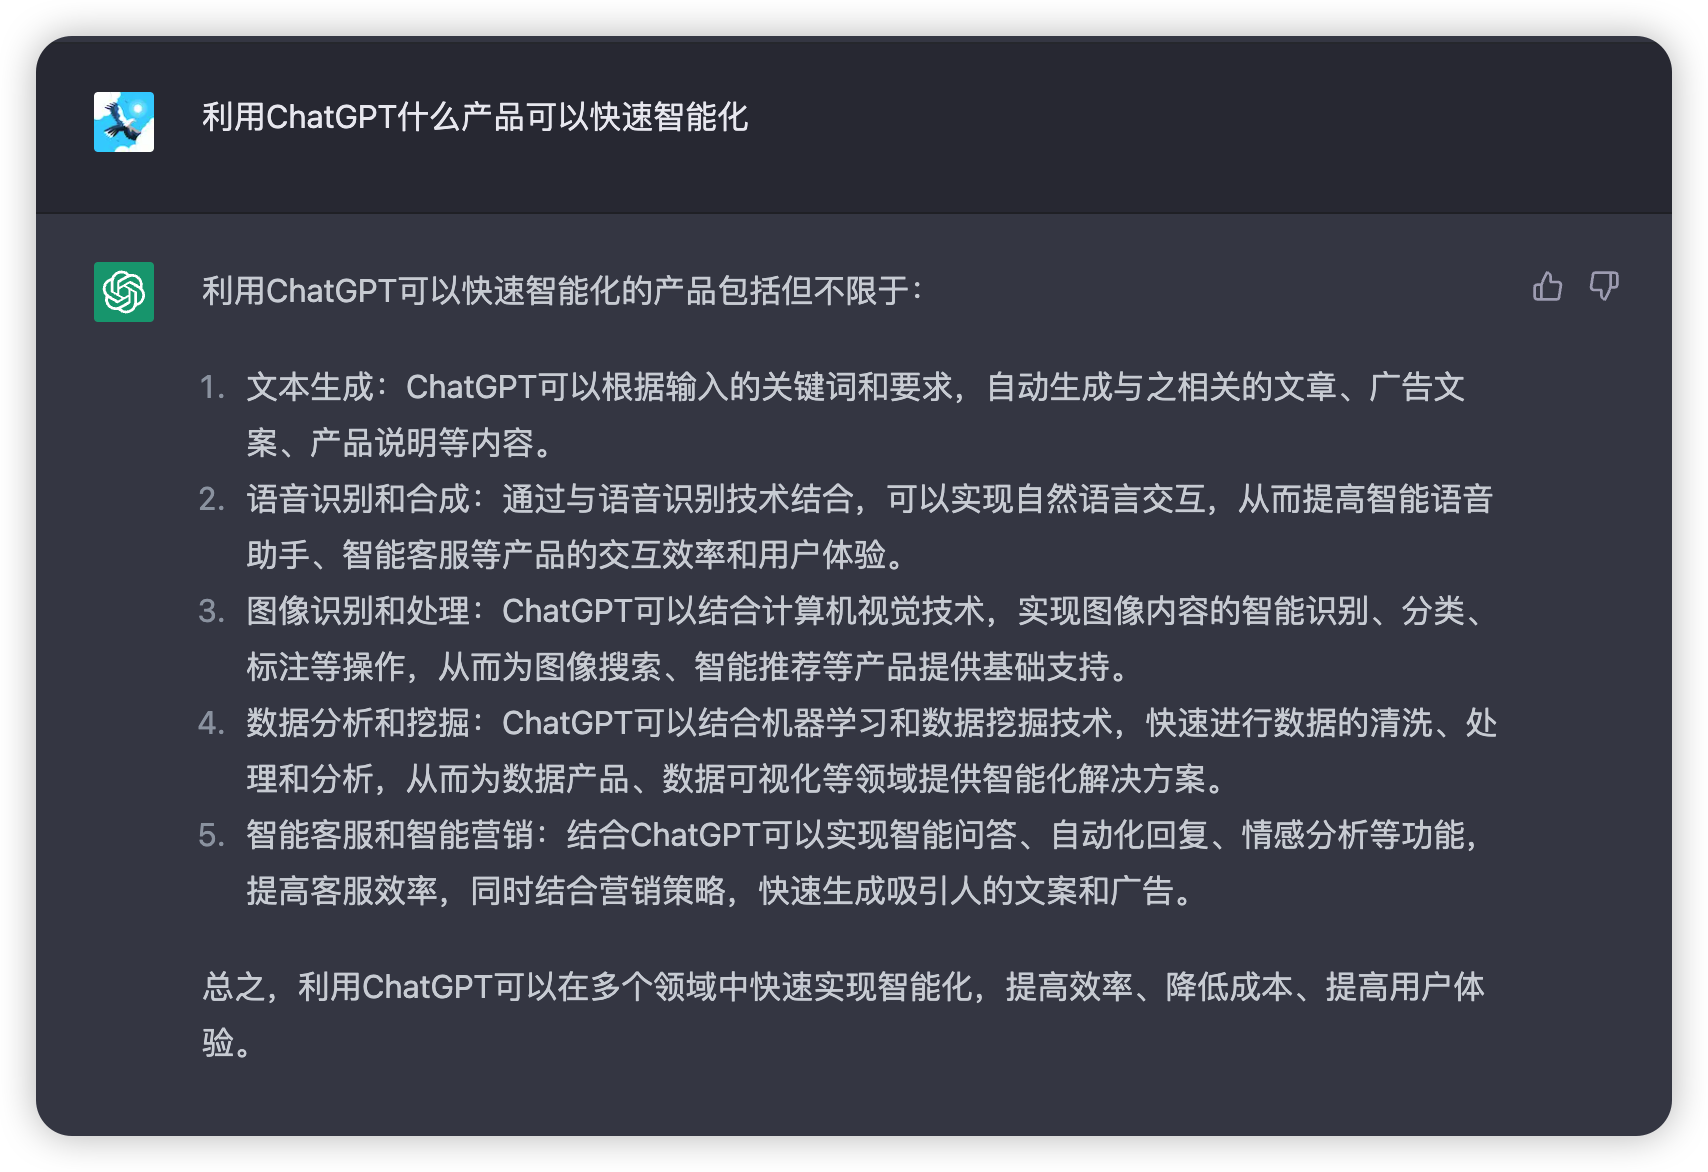 利用ChatGPT什么产品可以快速智能化
利用ChatGPT可以快速智能化的产品包括但不限于：
1. 文本生成：ChatGPT可以根据输入的关键词和要求，自动生成与之相关的文章、广告文
案、产品说明等内容。
2. 语音识别和合成：通过与语音识别技术结合，可以实现自然语言交互，从而提高智能语音
助手、智能客服等产品的交互效率和用户体验。
3. 图像识别和处理：ChatGPT可以结合计算机视觉技术，实现图像内容的智能识别、分类、
标注等操作，从而为图像搜索、智能推荐等产品提供基础支持。
4. 数据分析和挖掘：ChatGPT可以结合机器学习和数据挖掘技术，快速进行数据的清洗、处
理和分析，从而为数据产品、数据可视化等领域提供智能化解决方案。
5. 智能客服和智能营销：结合ChatGPT可以实现智能问答、自动化回复、情感分析等功能，
提高客服效率，同时结合营销策略，快速生成吸引人的文案和广告。
总之，利用ChatGPT可以在多个领域中快速实现智能化，提高效率、降低成本、提高用户体
验。